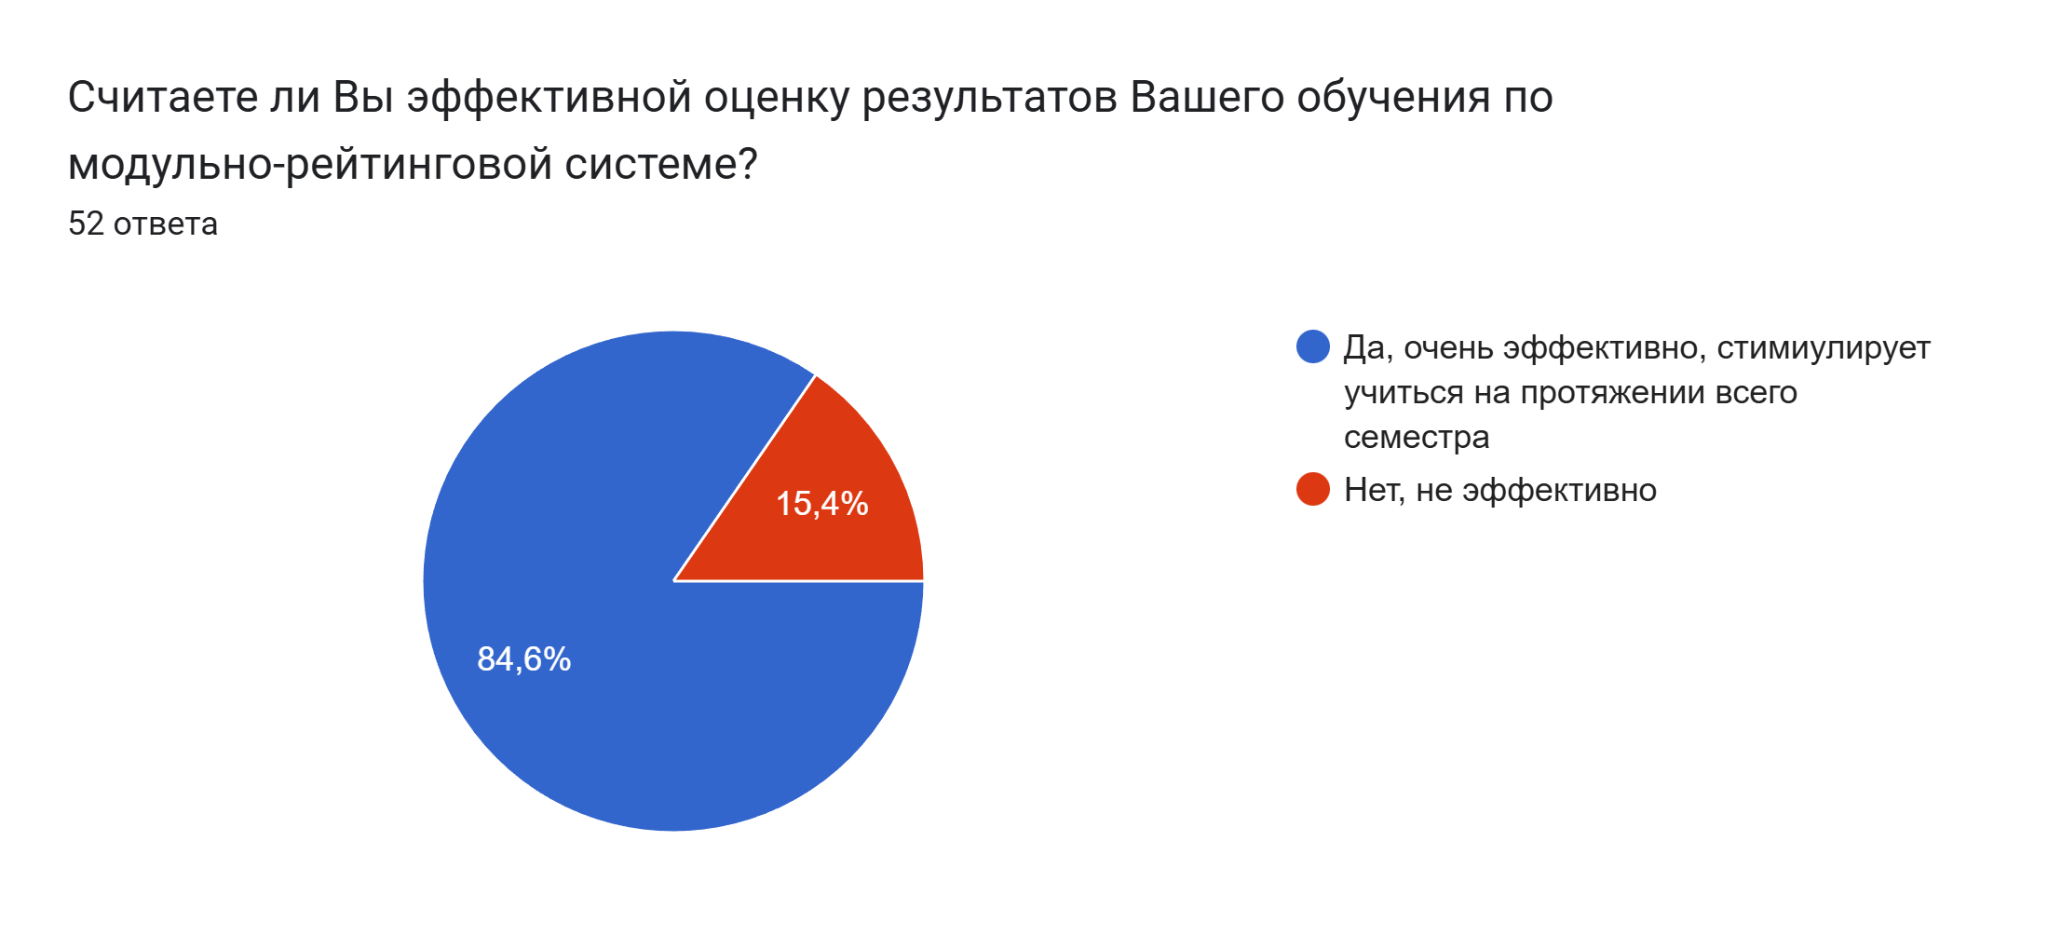 Считаете ли Вы эффективной оценку результатов Вашего обучения по
модульно-рейтинговой системе?
52 ответа
Да, очень эффективно, стимиулирует
учиться на протяжении всего
семестра
Нет, не эффективно
15,4%
84,6%